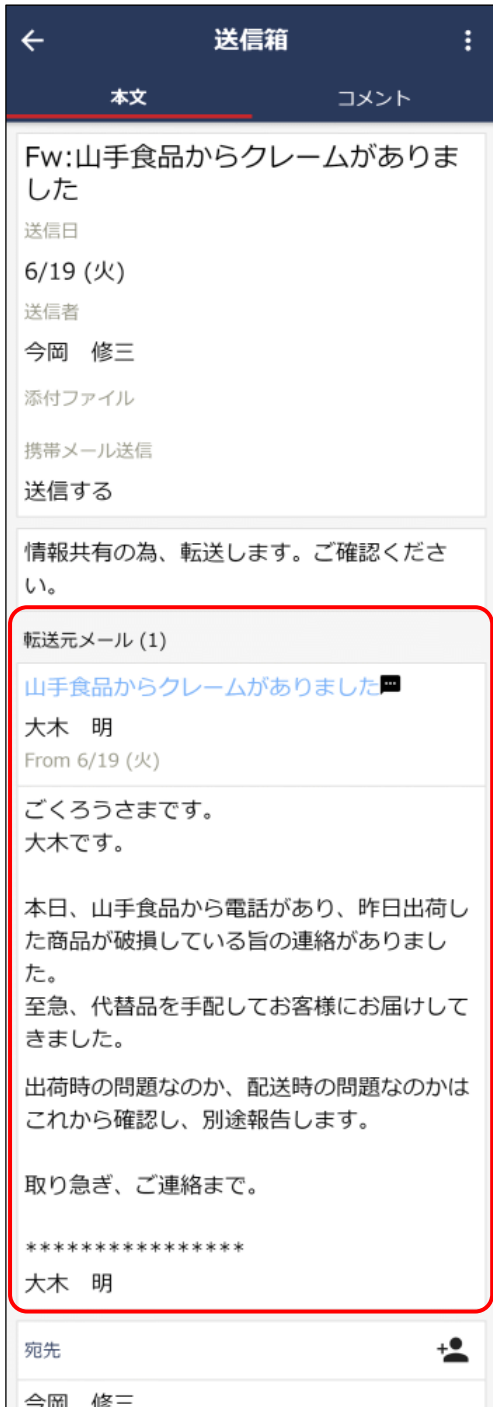 送信箱
本文
コメント
Fw:山手食品からクレームがありま
した
送信日
6/19 (火)
送信者
今岡　修三
添付ファイル
携帯メール送信
送信する
情報共有の為、転送します。ご確認くださ
い。
転送元メール (1)
山手食品からクレームがありました
大木　明
From 6/19 (火)
ごくろうさまです。
大木です。
本日、山手食品から電話があり、昨日出荷し
た商品が破損している旨の連絡がありまし
た。
至急、代替品を手配してお客様にお届けして
きました。
出荷時の問題なのか、配送時の問題なのかは
これから確認し、別途報告します。
取り急ぎ、ご連絡まで。
****************
大木　明
宛先
今岡　修三